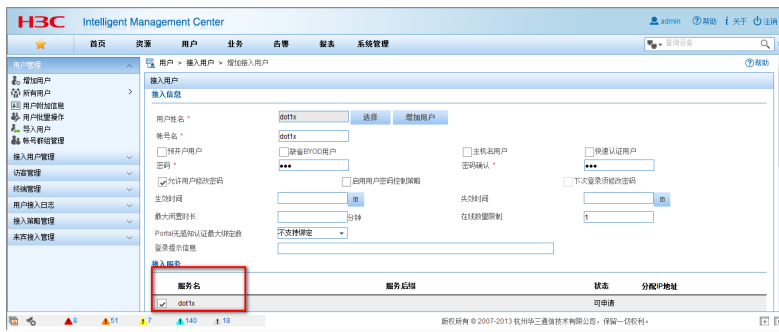 H3C Intelligent Management Center
admin 帮助 关于 注销
首页 资源 用户 业务 告警 报表 系统管理 查询设备
用户管理
增加用户
所有用户
用户附加信息
用户批量操作
导入用户
帐号群组管理
接入用户管理
访客管理
终端管理
用户接入日志
接入策略管理
来宾接入管理
用户 > 接入用户 > 增加接入用户 帮助
接入用户
接入信息
用户姓名 * dot1x 选择 增加用户
帐号名 * dot1x
预开户用户 缺省BYOD用户 主机名用户 快速认证用户
密码 * ●●● 密码确认 * ●●●
允许用户修改密码 启用用户密码控制策略 下次登录须修改密码
生效时间 失效时间
最大闲置时长 分钟 在线数量限制 1
Portal无感知认证最大绑定数 不支持绑定
登录提示信息
接入服务
服务名 服务后缀 状态 分配IP地址
dot1x 可申请
8 51 7 140 18 版权所有 © 2007-2013 杭州华三通信技术有限公司，保留一切权利。